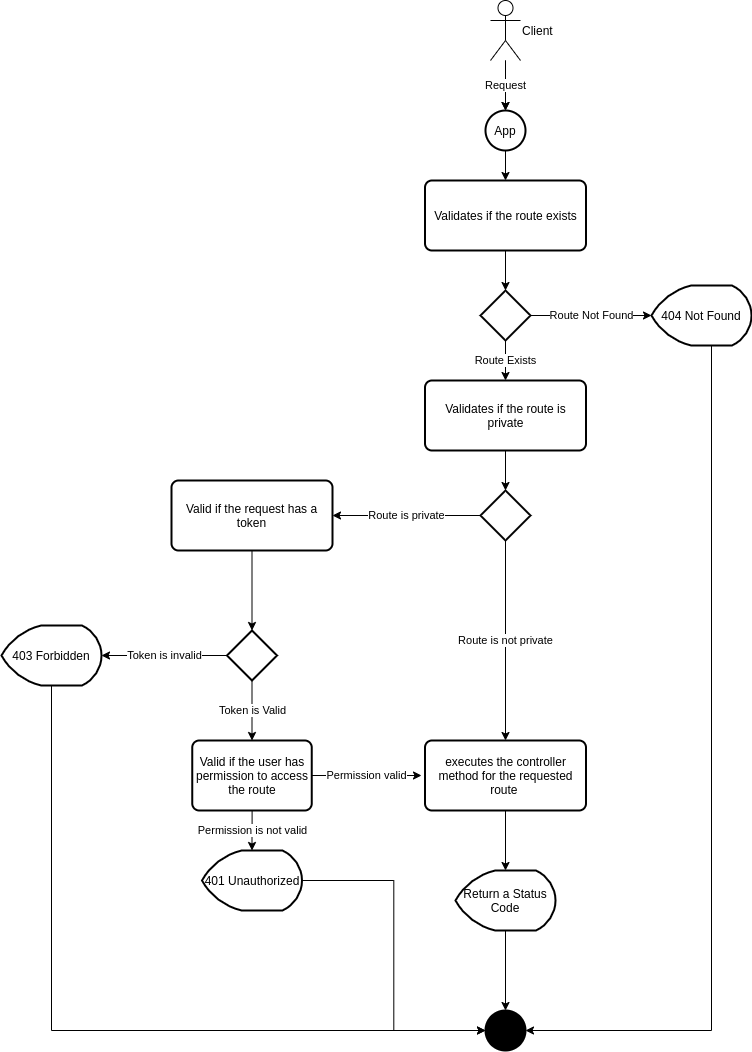 Client
Request
App
Validates if the route exists
Route Not Found
404 Not Found
Route Exists
Validates if the route is
private
Valid if the request has a
token
Route is private
Route is not private
403 Forbidden
Token is invalid
Token is Valid
Valid if the user has
permission to access
the route
Permission valid
executes the controller
method for the requested
route
Permission is not valid
401 Unauthorized
Return a Status
Code